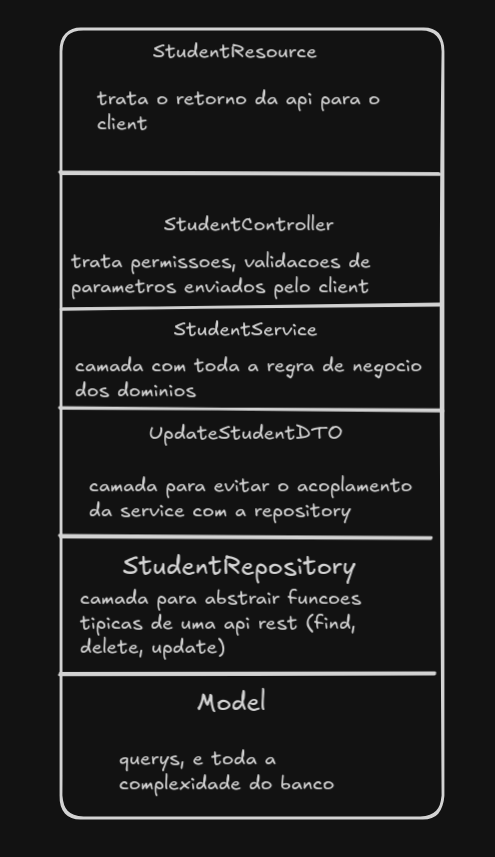 StudentResource
trata o retorno da api para o
client
StudentController
trata permissoes, validacoes de
parametros enviados pelo client
StudentService
camada com toda a regra de negocio
dos dominios
UpdateStudentDTO
camada para evitar o acoplamento
da service com a repository
StudentRepository
camada para abstrair funcoes
tipicas de uma api rest (find,
delete, update)
Model
querys, e toda a
complexidade do banco